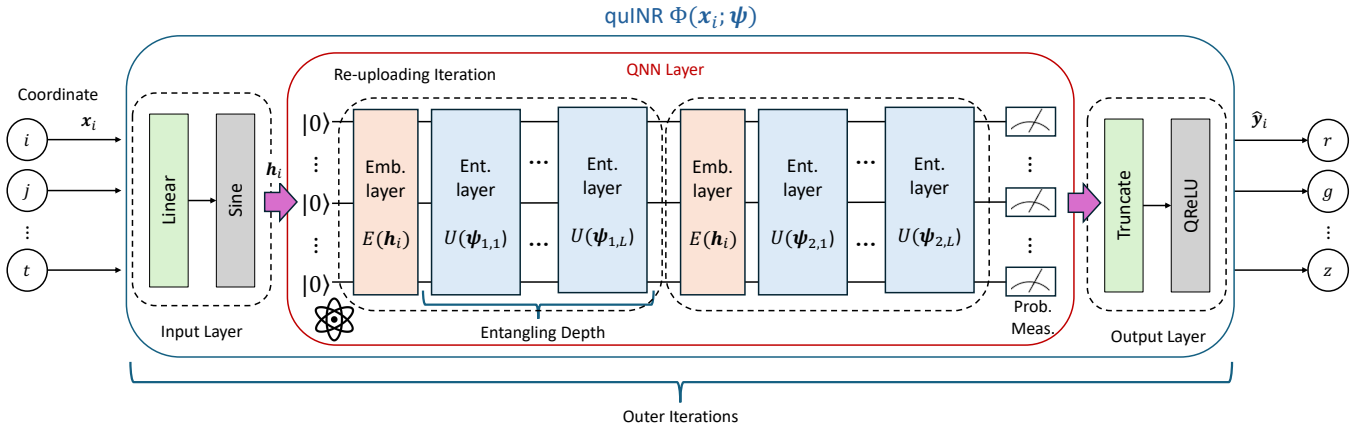 quINR Φ(𝒙ᵢ; 𝝍)
Re-uploading Iteration
QNN Layer
Coordinate
𝒙ᵢ
i
j
⋮
t
Linear
Sine
Input Layer
𝒉ᵢ
|0⟩
⋮
|0⟩
⋮
|0⟩
Emb. layer
E(𝒉ᵢ)
Ent. layer
U(𝝍₁,₁)
...
...
Ent. layer
U(𝝍₁,L)
Entangling Depth
Emb. layer
E(𝒉ᵢ)
Ent. layer
U(𝝍₂,₁)
...
...
Ent. layer
U(𝝍₂,L)
⋮
⋮
Prob.
Meas.
Truncate
QReLU
Output Layer
𝒚̂ᵢ
r
g
⋮
z
Outer Iterations